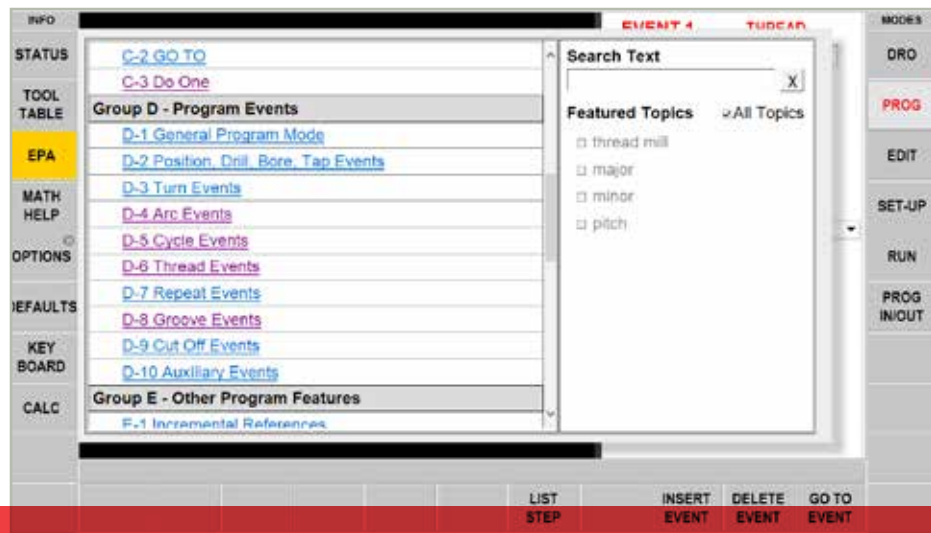 INFO
STATUS
TOOL
TABLE
EPA
MATH
HELP
OPTIONS
DEFAULTS
KEY
BOARD
CALC
EVENT 1 THREAD
C-2 GO TO
C-3 Do One
Group D - Program Events
D-1 General Program Mode
D-2 Position, Drill, Bore, Tap Events
D-3 Turn Events
D-4 Arc Events
D-5 Cycle Events
D-6 Thread Events
D-7 Repeat Events
D-8 Groove Events
D-9 Cut Off Events
D-10 Auxiliary Events
Group E - Other Program Features
E-1 Incremental References
Search Text
X
Featured Topics All Topics
thread mill
major
minor
pitch
MODES
DRO
PROG
EDIT
SET-UP
RUN
PROG
IN/OUT
LIST
STEP
INSERT
EVENT
DELETE
EVENT
GO TO
EVENT